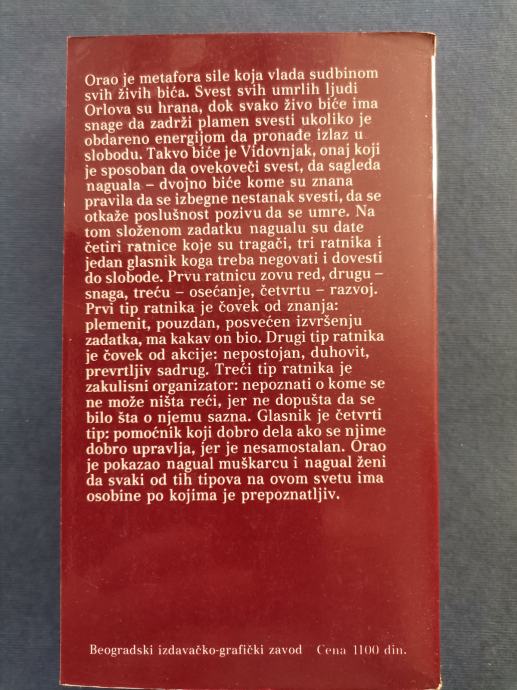 Orao je metafora sile koja vlada sudbinom
svih živih bića. Svest svih umrlih ljudi
Orlova su hrana, dok svako živo biće ima
snage da zadrži plamen svesti ukoliko je
obdareno energijom da pronađe izlaz u
slobodu. Takvo biće je Vidovnjak, onaj koji
je sposoban da ovekoveči svest, da sagleda
naguala – dvojno biće kome su znana
pravila da se izbegne nestanak svesti, da se
otkaže poslušnost pozivu da se umre. Na
tom složenom zadatku nagualu su date
četiri ratnice koje su tragači, tri ratnika i
jedan glasnik koga treba negovati i dovesti
do slobode. Prvu ratnicu zovu red, drugu –
snaga, treću – osećanje, četvrtu – razvoj.
Prvi tip ratnika je čovek od znanja:
plemenit, pouzdan, posvećen izvršenju
zadatka, ma kakav on bio. Drugi tip ratnika
je čovek od akcije: nepostojan, duhovit,
prevrtljiv sadrug. Treći tip ratnika je
zakulisni organizator: nepoznati o kome se
ne može ništa reći, jer ne dopušta da se
bilo šta o njemu sazna. Glasnik je četvrti
tip: pomoćnik koji dobro dela ako se njime
dobro upravlja, jer je nesamostalan. Orao
je pokazao nagual muškarcu i nagual ženi
da svaki od tih tipova na ovom svetu ima
osobine po kojima je prepoznatljiv.
Beogradski izdavačko-grafički zavod Cena 1100 din.